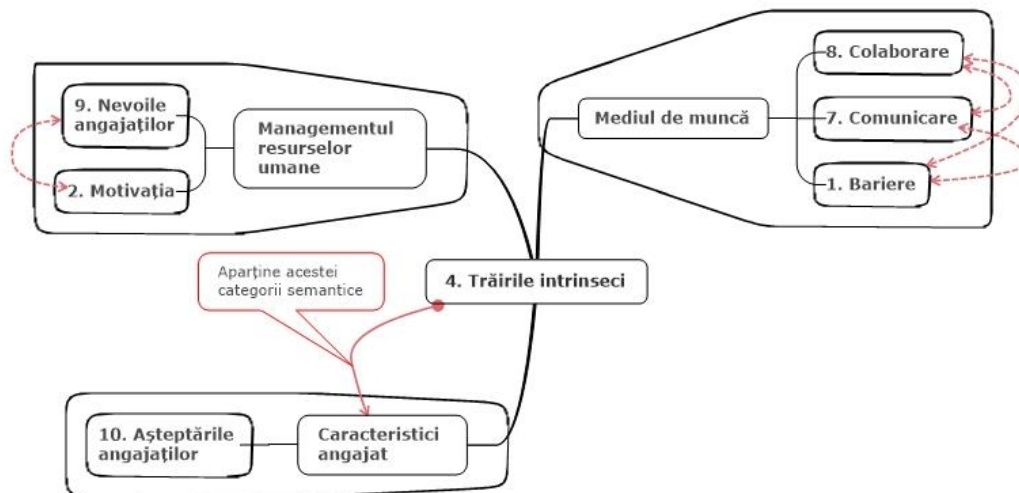 9. Nevoile
angajaților
2. Motivația
Managementul
resurselor
umane
Mediul de muncă
8. Colaborare
7. Comunicare
1. Bariere
Aparține acestei
categorii semantice
4. Trăirile intrinseci
10. Așteptările
angajaților
Caracteristici
angajat